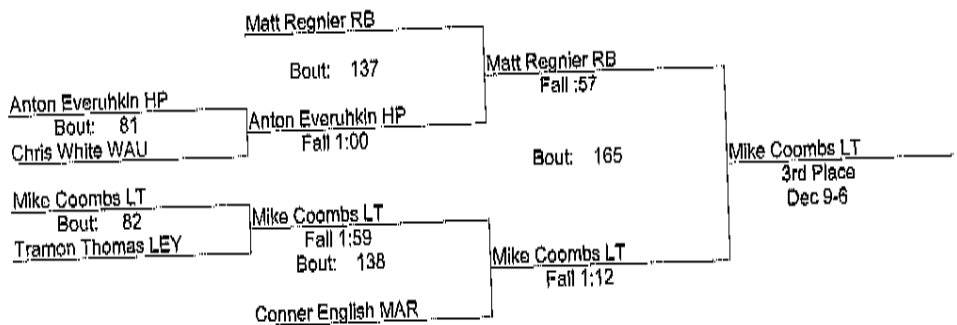 Matt Regnier RB
Bout: 137
Matt Regnier RB
Fall :57
Anton Everuhkin HP
Bout: 81
Chris White WAU
Anton Everuhkin HP
Fall 1:00
Bout: 165
Mike Coombs LT
3rd Place
Dec 9-6
Mike Coombs LT
Bout: 82
Tramon Thomas LEY
Mike Coombs LT
Fall 1:59
Bout: 138
Mike Coombs LT
Fall 1:12
Conner English MAR